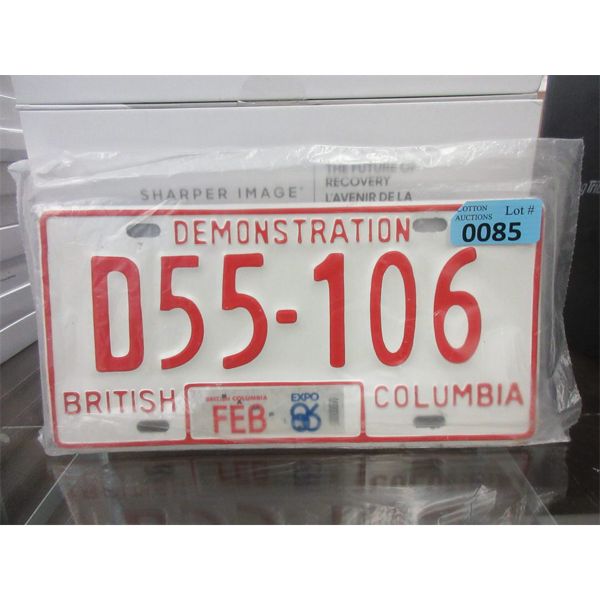 SHARPER IMAGE®
THE FUTURE OF
RECOVERY
L'AVENIR DE LA
COTTON
AUCTIONS
Lot #
0085
DEMONSTRATION
D55-106
BRITISH
COLUMBIA
BRITISH COLUMBIA
FEB
EXPO
86